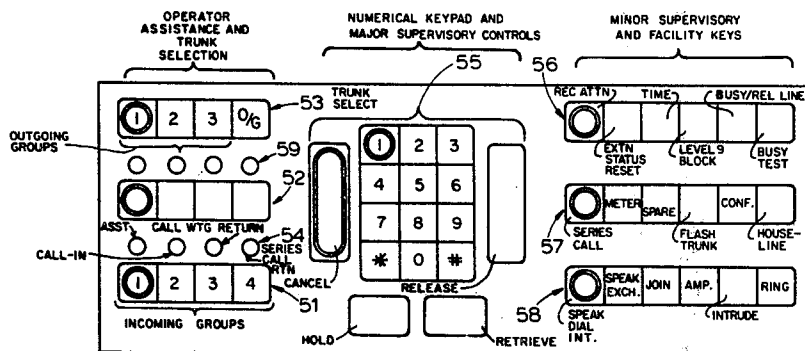 OPERATOR
ASSISTANCE AND
TRUNK
SELECTION
NUMERICAL KEYPAD AND
MAJOR SUPERVISORY CONTROLS
MINOR SUPERVISORY
AND FACILITY KEYS
55
56
TRUNK
SELECT
53
1 2 3 O/G
OUTGOING
GROUPS
59
52
ASST
CALL WTG RETURN
CALL-IN
54
SERIES
CALL
RTN
CANCEL
1 2 3 4
51
INCOMING GROUPS
1 2 3
4 5 6
7 8 9
* 0 #
RELEASE
HOLD
RETRIEVE
REC ATTN
TIME
BUSY/REL LINE
EXTN
STATUS
RESET
LEVEL 9
BLOCK
BUSY
TEST
57
METER
SPARE
CONF.
SERIES
CALL
FLASH
TRUNK
HOUSE-
LINE
58
SPEAK
EXCH.
JOIN
AMP.
RING
SPEAK
DIAL
INT.
INTRUDE